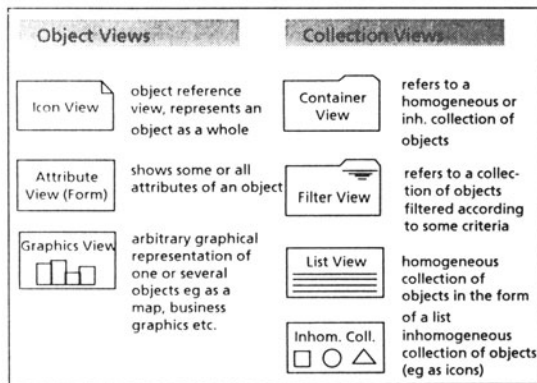 Object Views
Icon View
object reference
view, represents an
object as a whole
Attribute
View (Form)
shows some or all
attributes of an object
Graphics View
arbitrary graphical
representation of
one or several
objects eg as a
map, business
graphics etc.
Collection Views
Container
View
refers to a
homogeneous or
inh. collection of
objects
Filter View
refers to a collec-
tion of objects
filtered according
to some criteria
List View
homogeneous
collection of
objects in the form
of a list
Inhom. Coll.
inhomogeneous
collection of objects
(eg as icons)